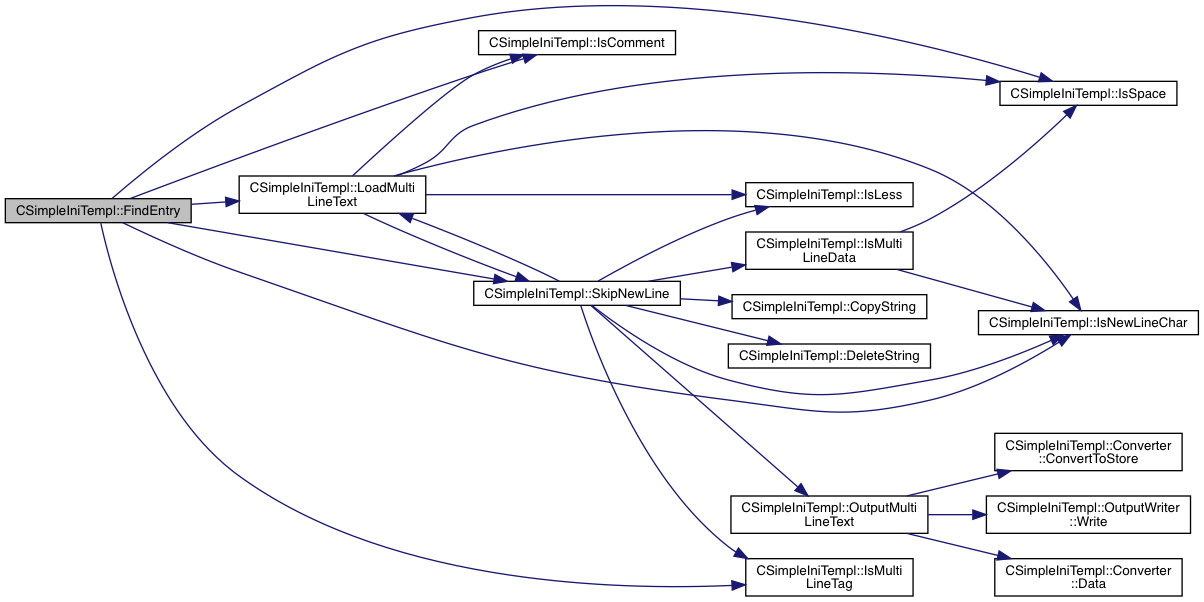 CSimpleIniTempl::IsComment
CSimpleIniTempl::IsSpace
CSimpleIniTempl::FindEntry
CSimpleIniTempl::LoadMulti
LineText
CSimpleIniTempl::IsLess
CSimpleIniTempl::IsMulti
LineData
CSimpleIniTempl::SkipNewLine
CSimpleIniTempl::CopyString
CSimpleIniTempl::IsNewLineChar
CSimpleIniTempl::DeleteString
CSimpleIniTempl::Converter
::ConvertToStore
CSimpleIniTempl::OutputMulti
LineText
CSimpleIniTempl::OutputWriter
::Write
CSimpleIniTempl::IsMulti
LineTag
CSimpleIniTempl::Converter
::Data